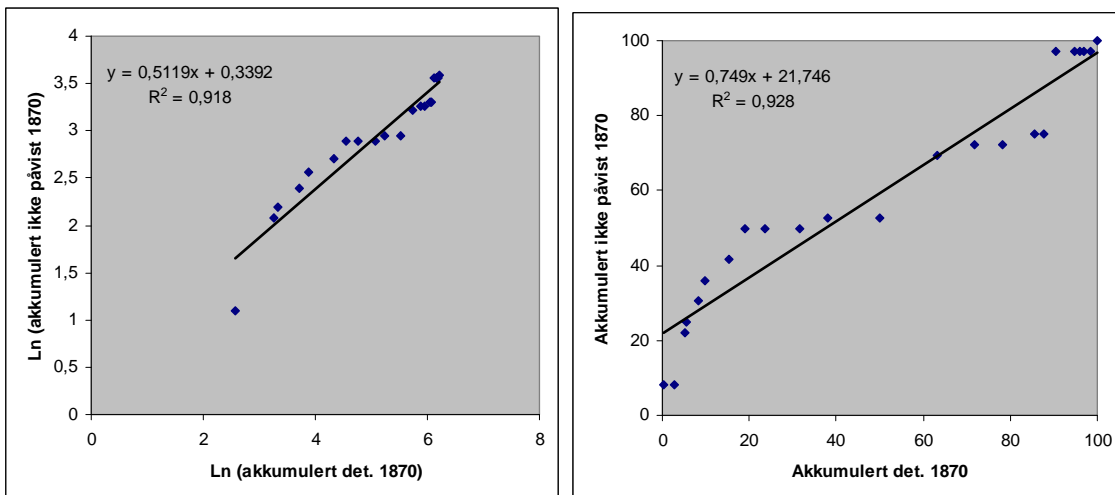 4
3,5
3
2,5
2
1,5
1
0,5
0
0 2 4 6 8
Ln (akkumulert ikke påvist 1870)
Ln (akkumulert det. 1870)
y = 0,5119x + 0,3392
R² = 0,918
100
80
60
40
20
0
0 20 40 60 80 100
Akkumulert ikke påvist 1870
Akkumulert det. 1870
y = 0,749x + 21,746
R² = 0,928